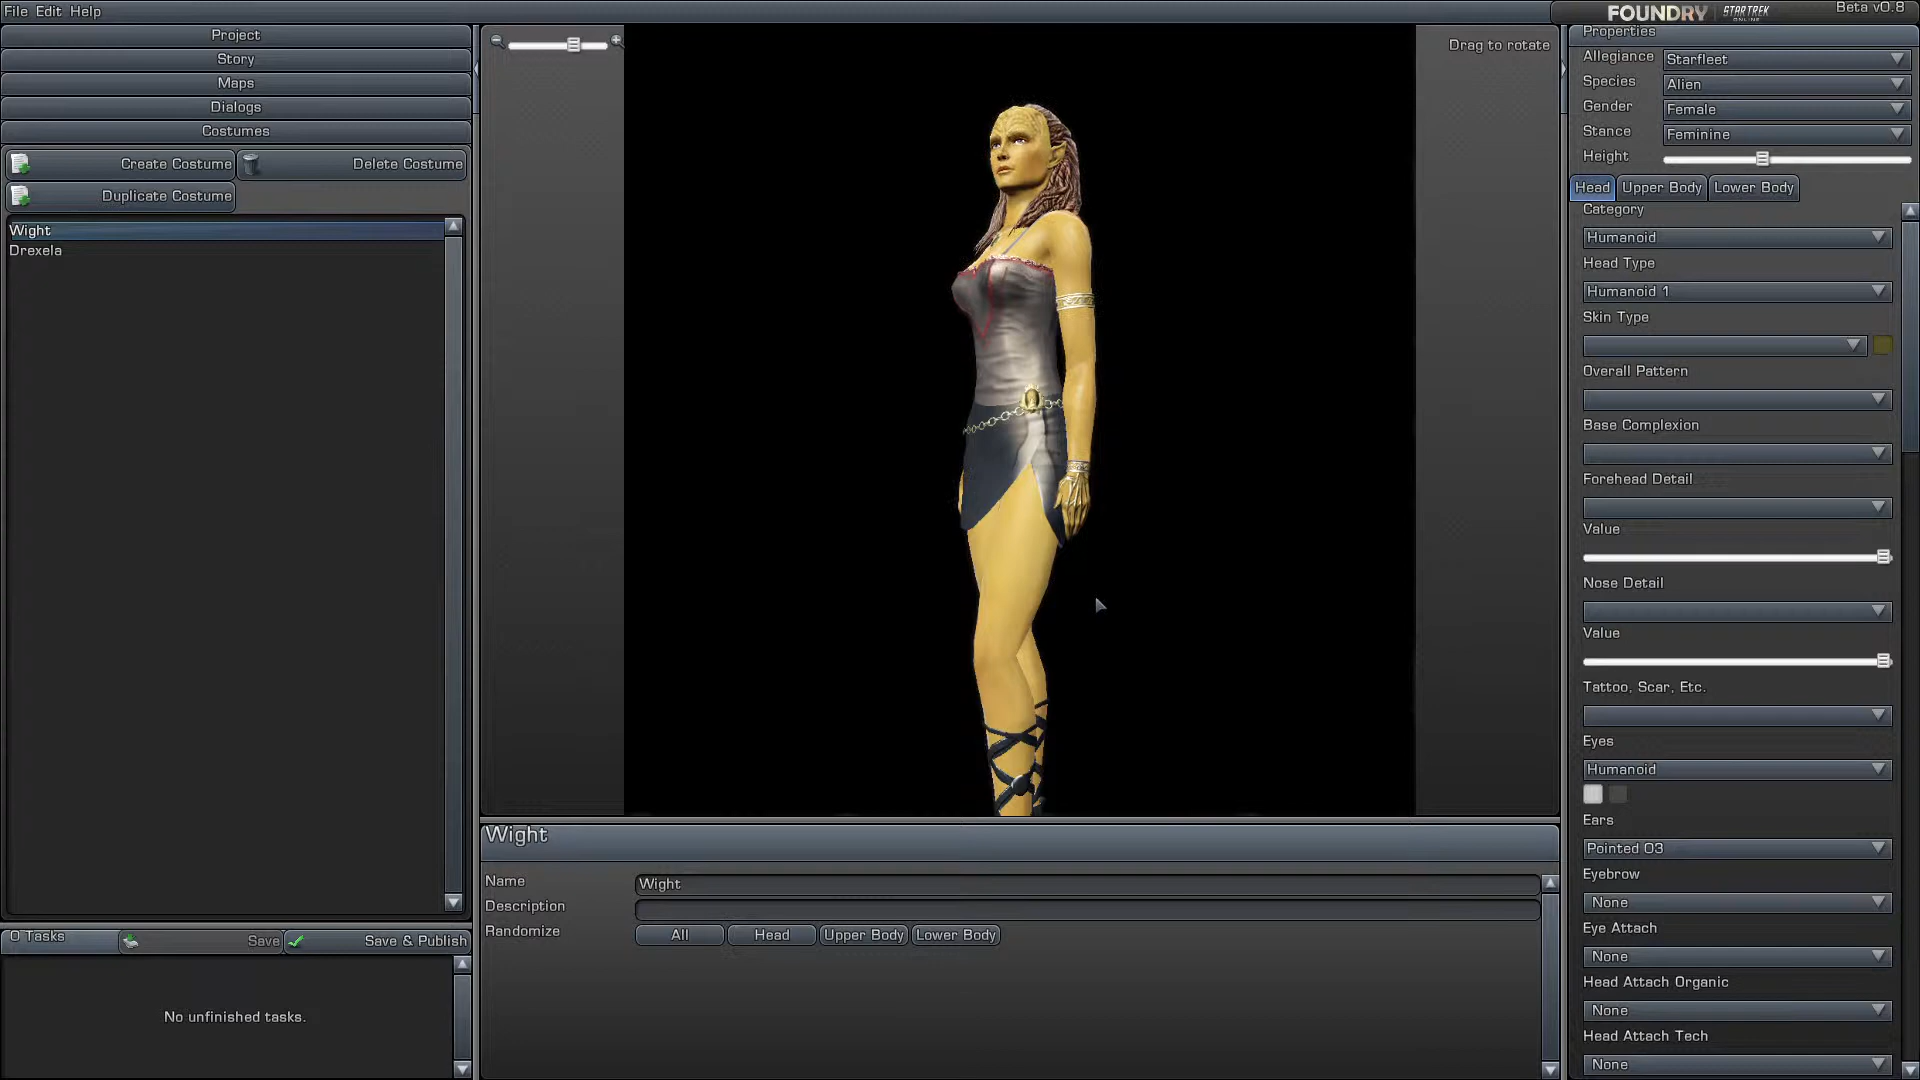 File Edit Help
FOUNDRY STAR TREK ONLINE Beta v0.8
Project
Story
Maps
Dialogs
Costumes
Create Costume Delete Costume
Duplicate Costume
Wight
Drexela
0 Tasks Save Save & Publish
No unfinished tasks.
Drag to rotate
Wight
Name Wight
Description
Randomize All Head Upper Body Lower Body
Properties
Allegiance Starfleet
Species Alien
Gender Female
Stance Feminine
Height
Head Upper Body Lower Body
Category
Humanoid
Head Type
Humanoid 1
Skin Type
Overall Pattern
Base Complexion
Forehead Detail
Value
Nose Detail
Value
Tattoo, Scar, Etc.
Eyes
Humanoid
Ears
Pointed 03
Eyebrow
None
Eye Attach
None
Head Attach Organic
None
Head Attach Tech
None